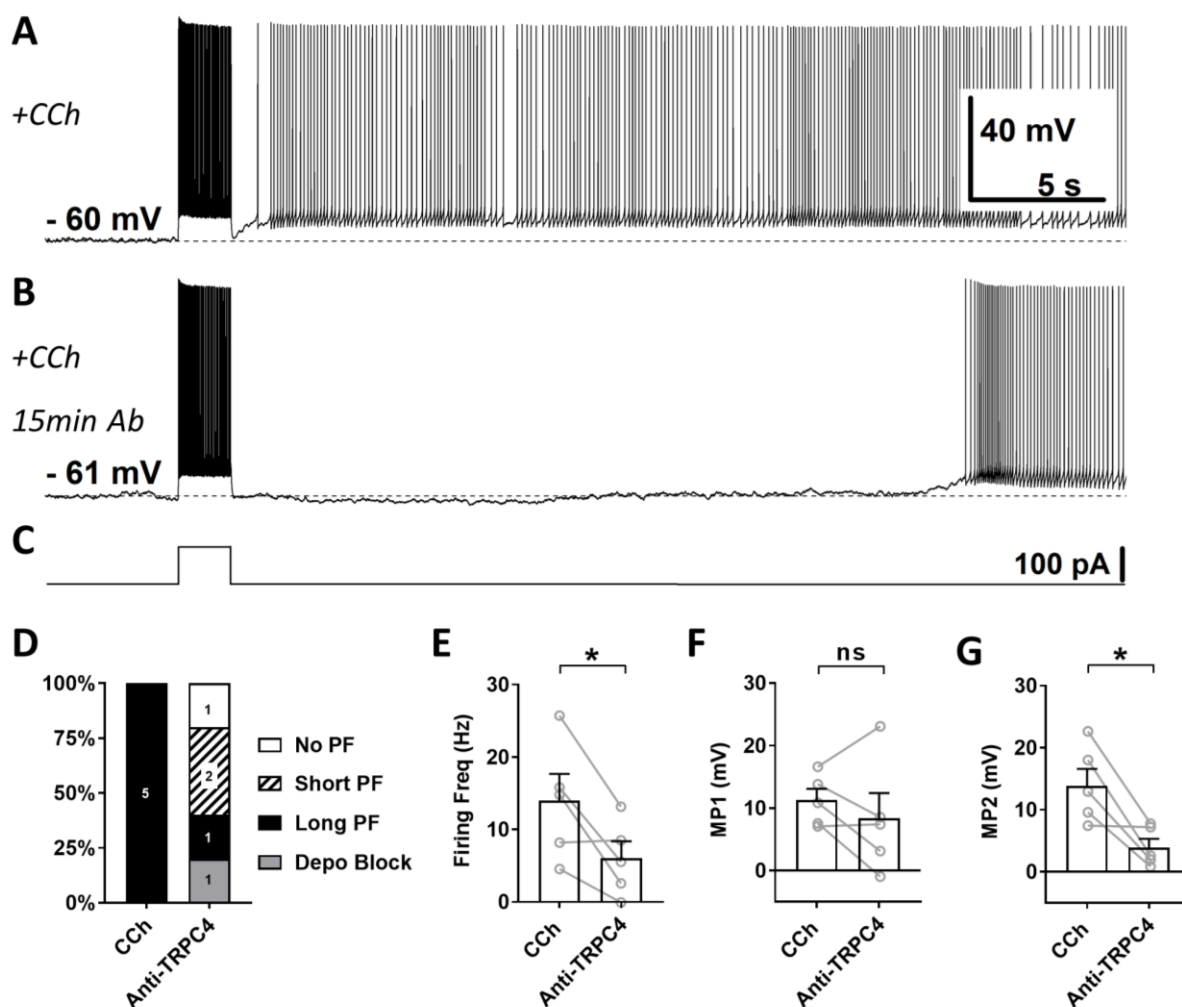 A
+CCh
- 60 mV
40 mV
5 s
B
+CCh
15min Ab
- 61 mV
C
100 pA
D
100%
75%
50%
25%
0%
1
2
1
1
5
CCh
Anti-TRPC4
No PF
Short PF
Long PF
Depo Block
E
*
Firing Freq (Hz)
30
20
10
0
CCh
Anti-TRPC4
F
ns
MP1 (mV)
30
20
10
0
CCh
Anti-TRPC4
G
*
MP2 (mV)
30
20
10
0
CCh
Anti-TRPC4